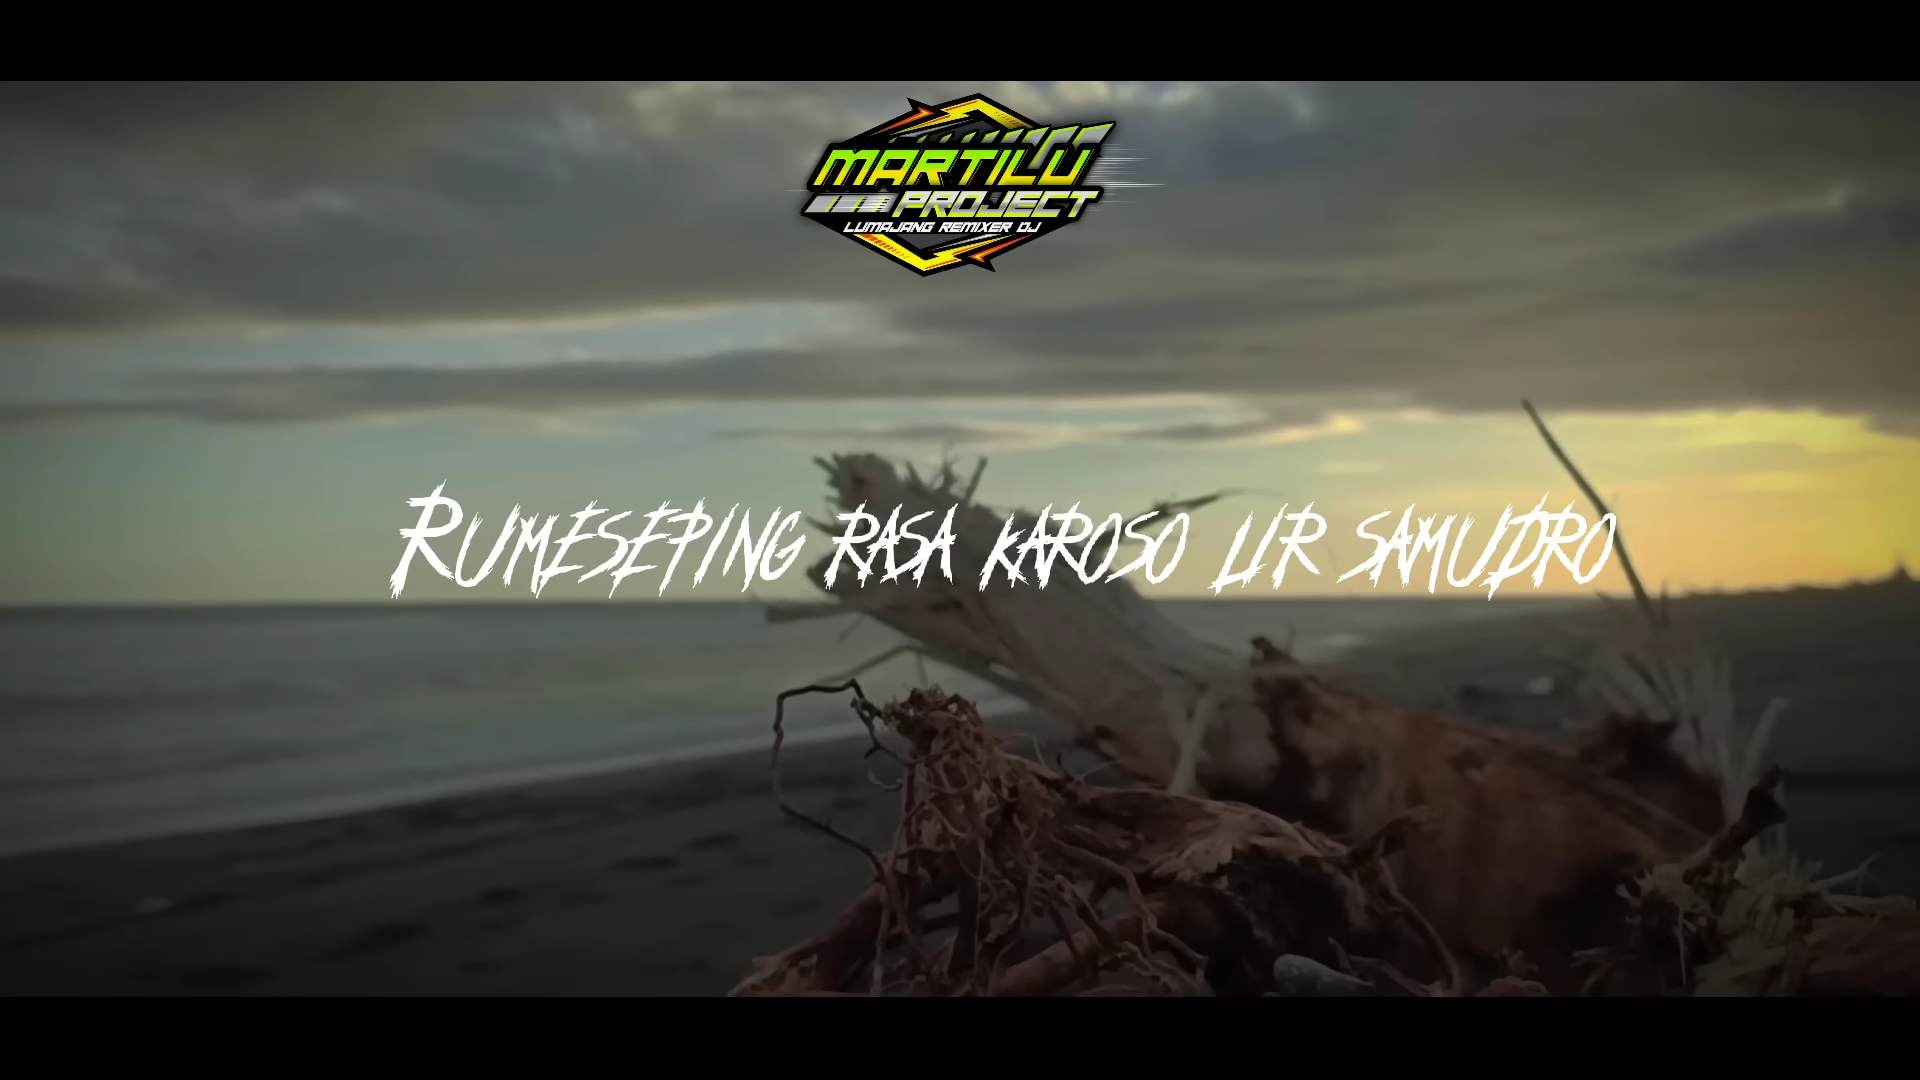 MARTILU
PROJECT
LUMAJANG REMIXER DJ
Rumeseping rasa karoso lir samudro